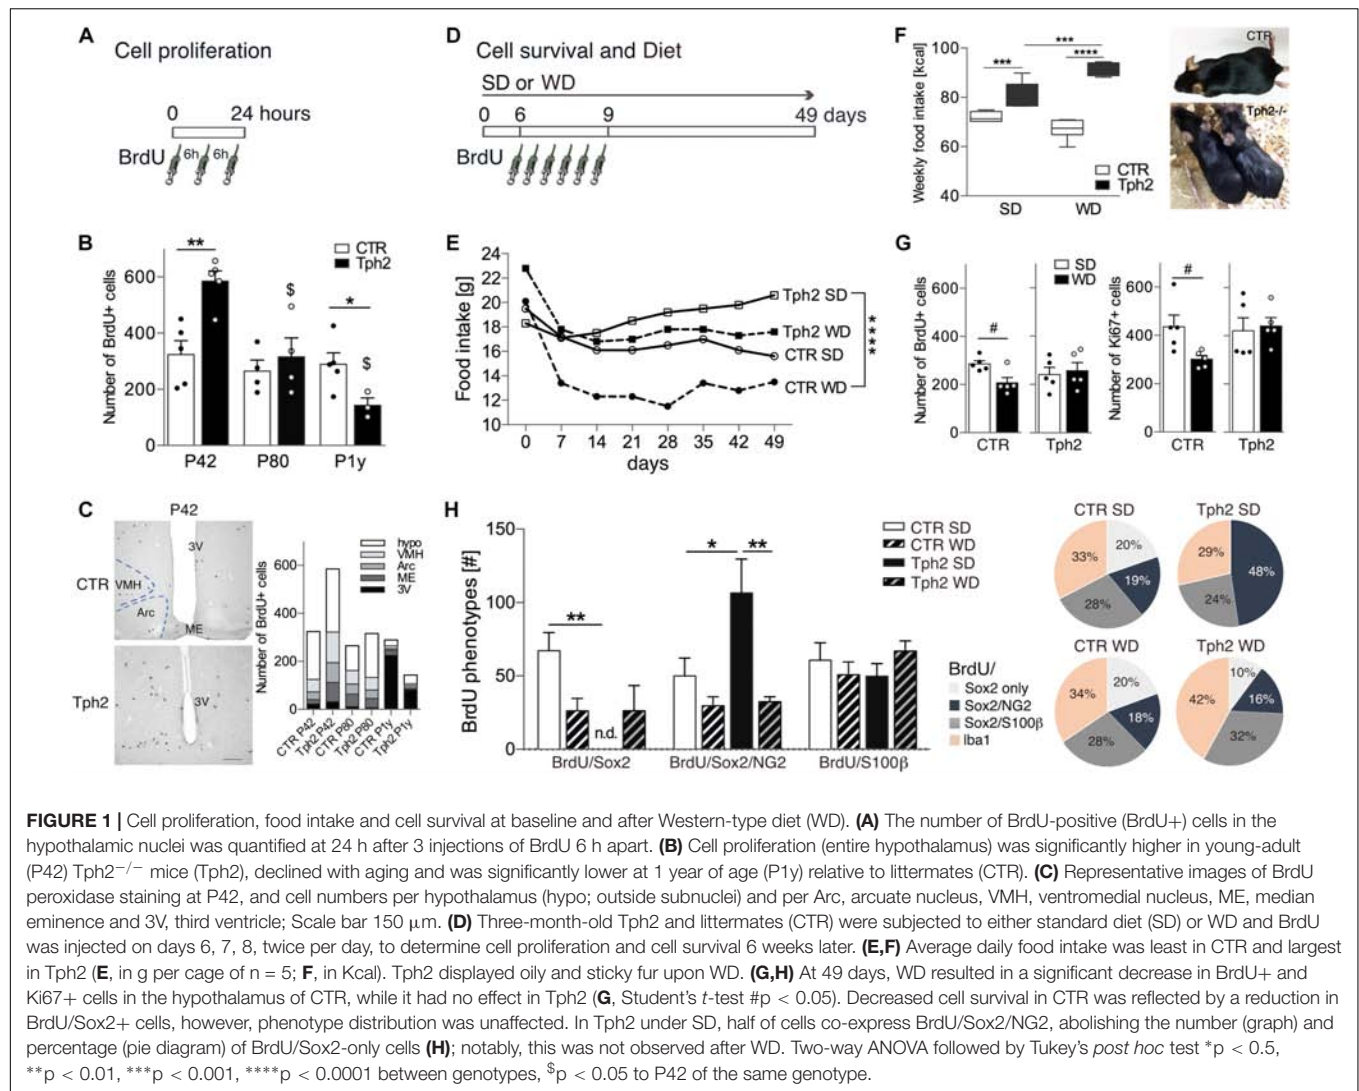 A
Cell proliferation
0 24 hours
6h 6h
BrdU
D
Cell survival and Diet
SD or WD
0 6 9 49 days
BrdU
F
Weekly food intake [kcal]
100
80
60
40
*** *** ****
CTR
Tph2
SD WD
CTR
Tph2-/-
B
Number of BrdU+ cells
600
400
200
0
** $ * $
CTR
Tph2
P42 P80 P1y
E
Food intake [g]
24
22
20
18
16
14
12
10
Tph2 SD
Tph2 WD
CTR SD
CTR WD
****
0 7 14 21 28 35 42 49
days
G
Number of BrdU+ cells
600
400
200
0
#
SD
WD
CTR Tph2
Number of Ki67+ cells
600
400
200
0
#
CTR Tph2
C
P42
CTR
3V
VMH
Arc
ME
Tph2
3V
Number of BrdU+ cells
600
400
200
0
hypo
VMH
Arc
ME
3V
CTR P42
Tph2 P42
CTR P80
Tph2 P80
CTR P1y
Tph2 P1y
H
BrdU phenotypes [#]
150
100
50
0
** n.d. * **
CTR SD
CTR WD
Tph2 SD
Tph2 WD
BrdU/Sox2 BrdU/Sox2/NG2 BrdU/S100β
CTR SD
33% 20% 19% 28%
Tph2 SD
29% 48% 24%
CTR WD
34% 20% 18% 28%
Tph2 WD
42% 10% 16% 32%
BrdU/
Sox2 only
Sox2/NG2
Sox2/S100β
Iba1
FIGURE 1 | Cell proliferation, food intake and cell survival at baseline and after Western-type diet (WD). (A) The number of BrdU-positive (BrdU+) cells in the
hypothalamic nuclei was quantified at 24 h after 3 injections of BrdU 6 h apart. (B) Cell proliferation (entire hypothalamus) was significantly higher in young-adult
(P42) Tph2−/− mice (Tph2), declined with aging and was significantly lower at 1 year of age (P1y) relative to littermates (CTR). (C) Representative images of BrdU
peroxidase staining at P42, and cell numbers per hypothalamus (hypo; outside subnuclei) and per Arc, arcuate nucleus, VMH, ventromedial nucleus, ME, median
eminence and 3V, third ventricle; Scale bar 150 μm. (D) Three-month-old Tph2 and littermates (CTR) were subjected to either standard diet (SD) or WD and BrdU
was injected on days 6, 7, 8, twice per day, to determine cell proliferation and cell survival 6 weeks later. (E,F) Average daily food intake was least in CTR and largest
in Tph2 (E, in g per cage of n = 5; F, in Kcal). Tph2 displayed oily and sticky fur upon WD. (G,H) At 49 days, WD resulted in a significant decrease in BrdU+ and
Ki67+ cells in the hypothalamus of CTR, while it had no effect in Tph2 (G, Student's t-test #p < 0.05). Decreased cell survival in CTR was reflected by a reduction in
BrdU/Sox2+ cells, however, phenotype distribution was unaffected. In Tph2 under SD, half of cells co-express BrdU/Sox2/NG2, abolishing the number (graph) and
percentage (pie diagram) of BrdU/Sox2-only cells (H); notably, this was not observed after WD. Two-way ANOVA followed by Tukey's post hoc test *p < 0.5,
**p < 0.01, ***p < 0.001, ****p < 0.0001 between genotypes, $p < 0.05 to P42 of the same genotype.